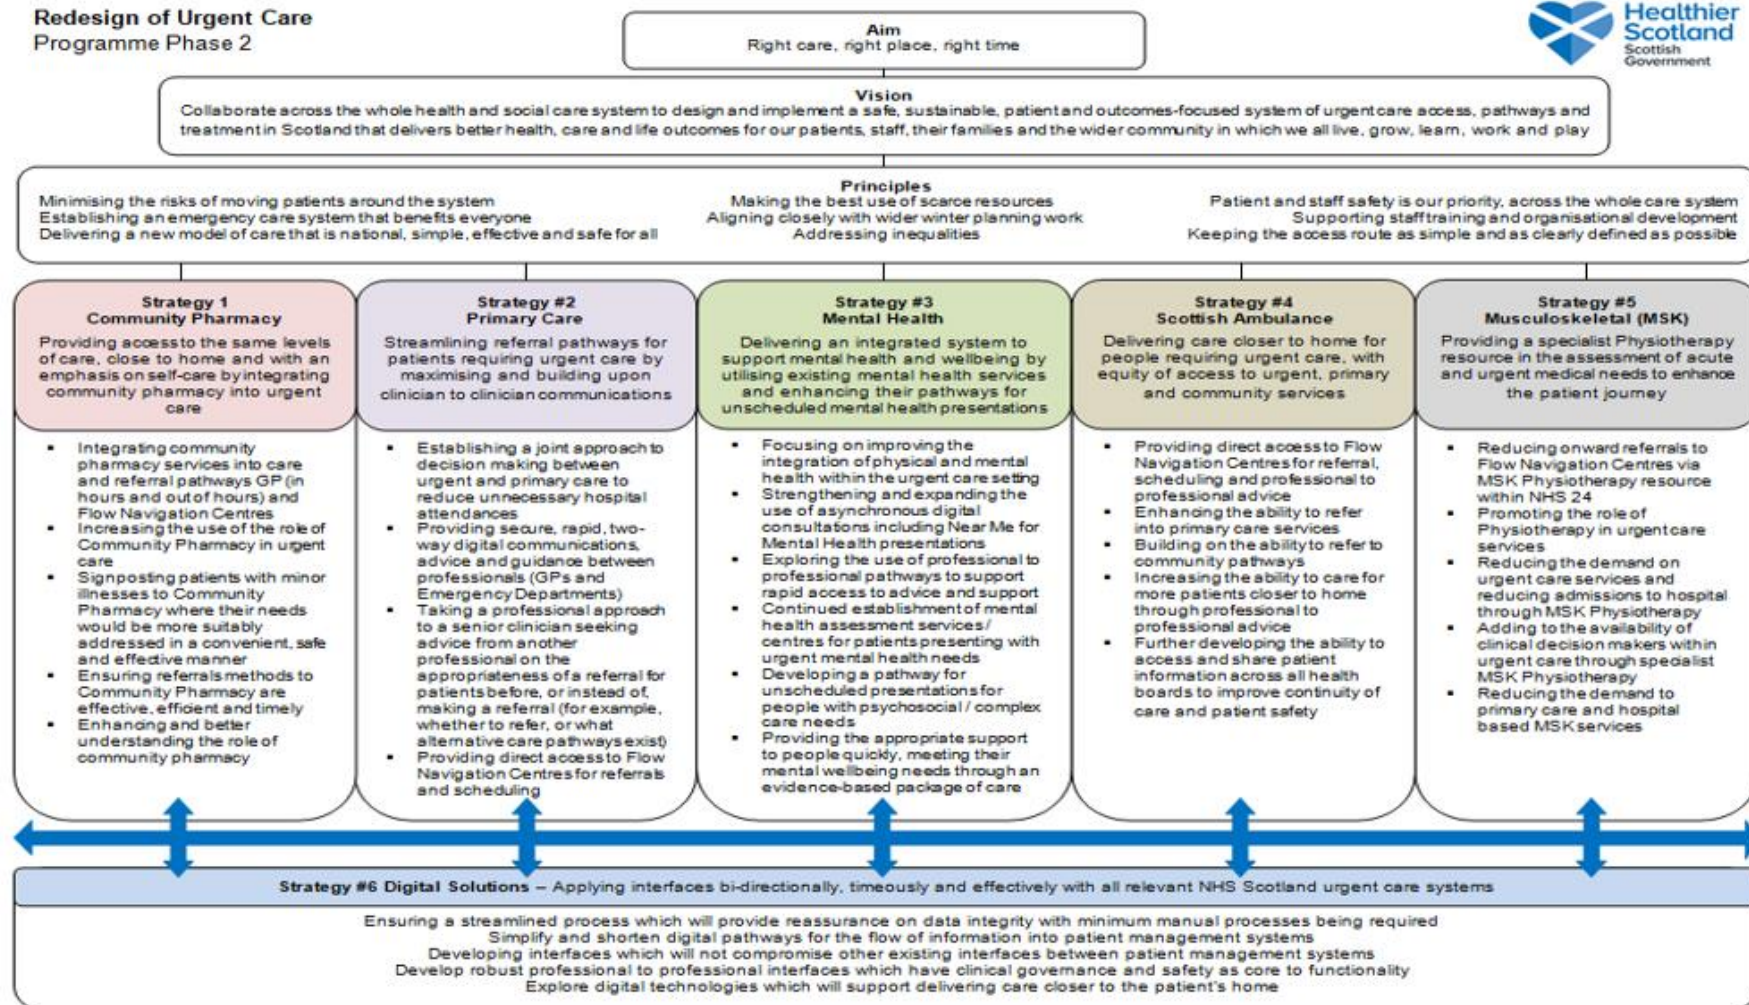 Redesign of Urgent Care
Programme Phase 2
Healthier
Scotland
Scottish
Government
Aim
Right care, right place, right time
Vision
Collaborate across the whole health and social care system to design and implement a safe, sustainable, patient and outcomes-focused system of urgent care access, pathways and
treatment in Scotland that delivers better health, care and life outcomes for our patients, staff, their families and the wider community in which we all live, grow, learn, work and play
Principles
Minimising the risks of moving patients around the system
Establishing an emergency care system that benefits everyone
Delivering a new model of care that is national, simple, effective and safe for all
Making the best use of scarce resources
Aligning closely with wider winter planning work
Addressing inequalities
Patient and staff safety is our priority, across the whole care system
Supporting staff training and organisational development
Keeping the access route as simple and as clearly defined as possible
Strategy 1
Community Pharmacy
Providing access to the same levels
of care, close to home and with an
emphasis on self-care by integrating
community pharmacy into urgent
care
▪ Integrating community
pharmacy services into care
and referral pathways GP (in
hours and out of hours) and
Flow Navigation Centres
▪ Increasing the use of the role of
Community Pharmacy in urgent
care
▪ Signposting patients with minor
illnesses to Community
Pharmacy where their needs
would be more suitably
addressed in a convenient, safe
and effective manner
▪ Ensuring referrals methods to
Community Pharmacy are
effective, efficient and timely
▪ Enhancing and better
understanding the role of
community pharmacy
Strategy #2
Primary Care
Streamlining referral pathways for
patients requiring urgent care by
maximising and building upon
clinician to clinician communications
▪ Establishing a joint approach to
decision making between
urgent and primary care to
reduce unnecessary hospital
attendances
▪ Providing secure, rapid, two-
way digital communications,
advice and guidance between
professionals (GPs and
Emergency Departments)
▪ Taking a professional approach
to a senior clinician seeking
advice from another
professional on the
appropriateness of a referral for
patients before, or instead of,
making a referral (for example,
whether to refer, or what
alternative care pathways exist)
▪ Providing direct access to Flow
Navigation Centres for referrals
and scheduling
Strategy #3
Mental Health
Delivering an integrated system to
support mental health and wellbeing by
utilising existing mental health services
and enhancing their pathways for
unscheduled mental health presentations
▪ Focusing on improving the
integration of physical and mental
health within the urgent care setting
▪ Strengthening and expanding the
use of asynchronous digital
consultations including Near Me for
Mental Health presentations
▪ Exploring the use of professional to
professional pathways to support
rapid access to advice and support
▪ Continued establishment of mental
health assessment services/
centres for patients presenting with
urgent mental health needs
▪ Developing a pathway for
unscheduled presentations for
people with psychosocial / complex
care needs
▪ Providing the appropriate support
to people quickly, meeting their
mental wellbeing needs through an
evidence-based package of care
Strategy #4
Scottish Ambulance
Delivering care closer to home for
people requiring urgent care, with
equity of access to urgent, primary
and community services
▪ Providing direct access to Flow
Navigation Centres for referral,
scheduling and professional to
professional advice
▪ Enhancing the ability to refer
into primary care services
▪ Building on the ability to refer to
community pathways
▪ Increasing the ability to care for
more patients closer to home
through professional to
professional advice
▪ Further developing the ability to
access and share patient
information across all health
boards to improve continuity of
care and patient safety
Strategy #5
Musculoskeletal (MSK)
Providing a specialist Physiotherapy
resource in the assessment of acute
and urgent medical needs to enhance
the patient journey
▪ Reducing onward referrals to
Flow Navigation Centres via
MSK Physiotherapy resource
within NHS 24
▪ Promoting the role of
Physiotherapy in urgent care
services
▪ Reducing the demand on
urgent care services and
reducing admissions to hospital
through MSK Physiotherapy
▪ Adding to the availability of
clinical decision makers within
urgent care through specialist
MSK Physiotherapy
▪ Reducing the demand to
primary care and hospital
based MSK services
Strategy #6 Digital Solutions – Applying interfaces bi-directionally, timeously and effectively with all relevant NHS Scotland urgent care systems
Ensuring a streamlined process which will provide reassurance on data integrity with minimum manual processes being required
Simplify and shorten digital pathways for the flow of information into patient management systems
Developing interfaces which will not compromise other existing interfaces between patient management systems
Develop robust professional to professional interfaces which have clinical governance and safety as core to functionality
Explore digital technologies which will support delivering care closer to the patient's home